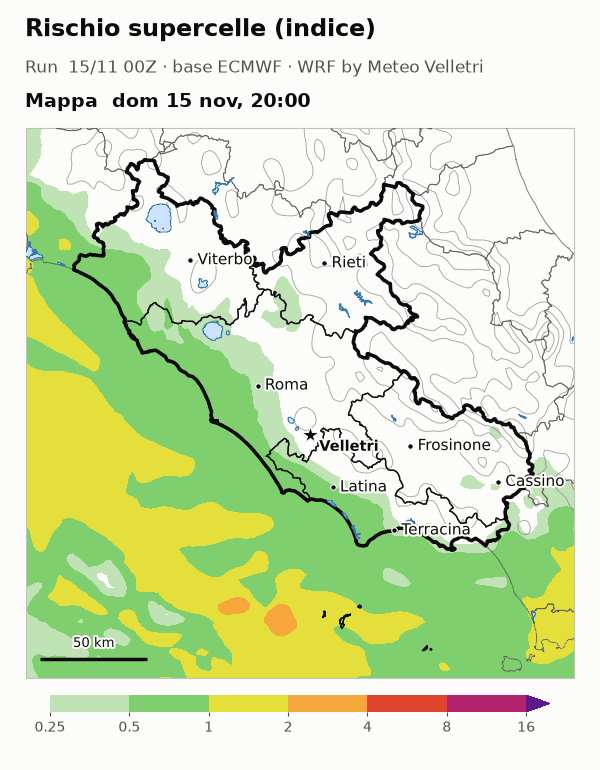 Rischio supercelle (indice)
Run  15/11 00Z · base ECMWF · WRF by Meteo Velletri
Mappa  dom 15 nov, 20:00
Viterbo
Rieti
Roma
Velletri
Frosinone
Cassino
Latina
Terracina
50 km
0.25 0.5 1 2 4 8 16